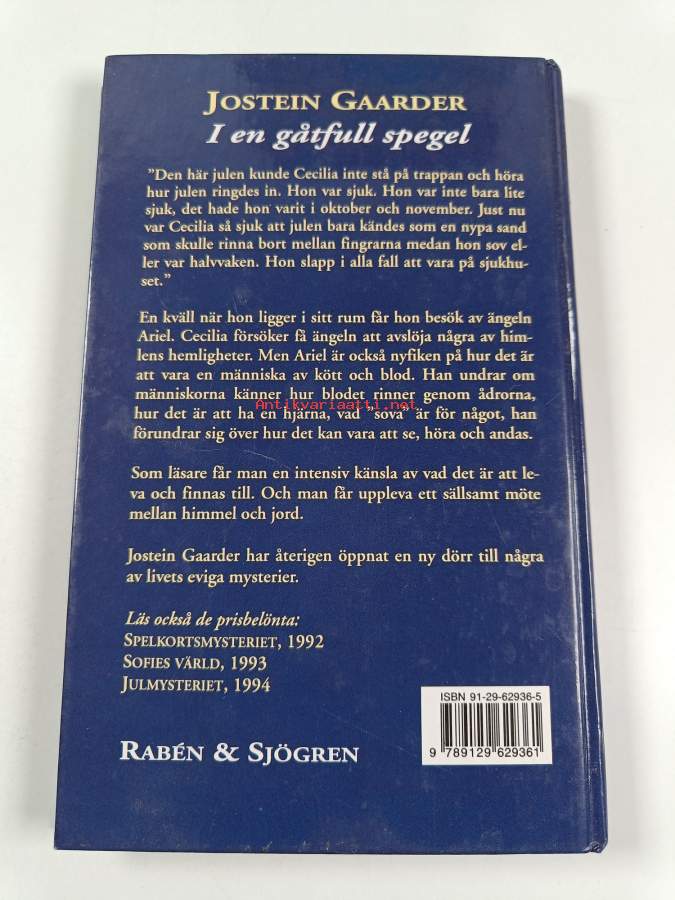 JOSTEIN GAARDER
I en gåtfull spegel
"Den här julen kunde Cecilia inte stå på trappan och höra
hur julen ringdes in. Hon var sjuk. Hon var inte bara lite
sjuk, det hade hon varit i oktober och november. Just nu
var Cecilia så sjuk att julen bara kändes som en nypa sand
som skulle rinna bort mellan fingrarna medan hon sov el-
ler var halvvaken. Hon slapp i alla fall att vara på sjukhu-
set."
En kväll när hon ligger i sitt rum får hon besök av ängeln
Ariel. Cecilia försöker få ängeln att avslöja några av him-
lens hemligheter. Men Ariel är också nyfiken på hur det är
att vara en människa av kött och blod. Han undrar om
människorna känner hur blodet rinner genom ådrorna,
hur det är att ha en hjärna, vad "sova" är för något, han
Antikvariaatti.net
förundrar sig över hur det kan vara att se, höra och andas.
Som läsare får man en intensiv känsla av vad det är att le-
va och finnas till. Och man får uppleva ett sällsamt möte
mellan himmel och jord.
Jostein Gaarder har återigen öppnat en ny dörr till några
av livets eviga mysterier.
Läs också de prisbelönta:
SPELKORTSMYSTERIET, 1992
SOFIES VÄRLD, 1993
JULMYSTERIET, 1994
ISBN 91-29-62936-5
9 789129 629361
RABÉN & SJÖGREN